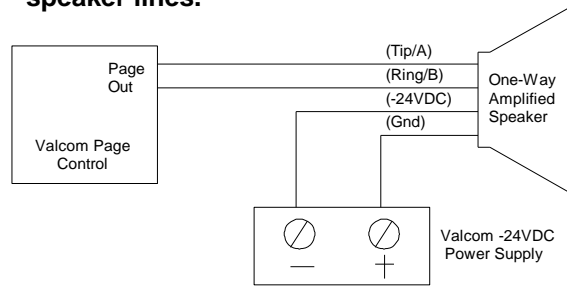 speaker lines.
(Tip/A)
(Ring/B)
(-24VDC)
(Gnd)
Page
Out
Valcom Page
Control
One-Way
Amplified
Speaker
Valcom -24VDC
Power Supply